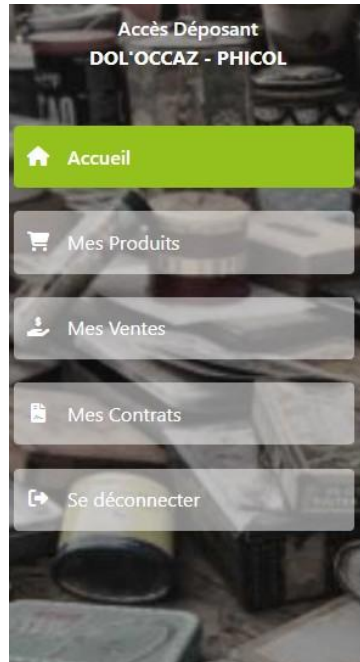 Accès Déposant
DOL'OCCAZ - PHICOL
Accueil
Mes Produits
Mes Ventes
Mes Contrats
Se déconnecter